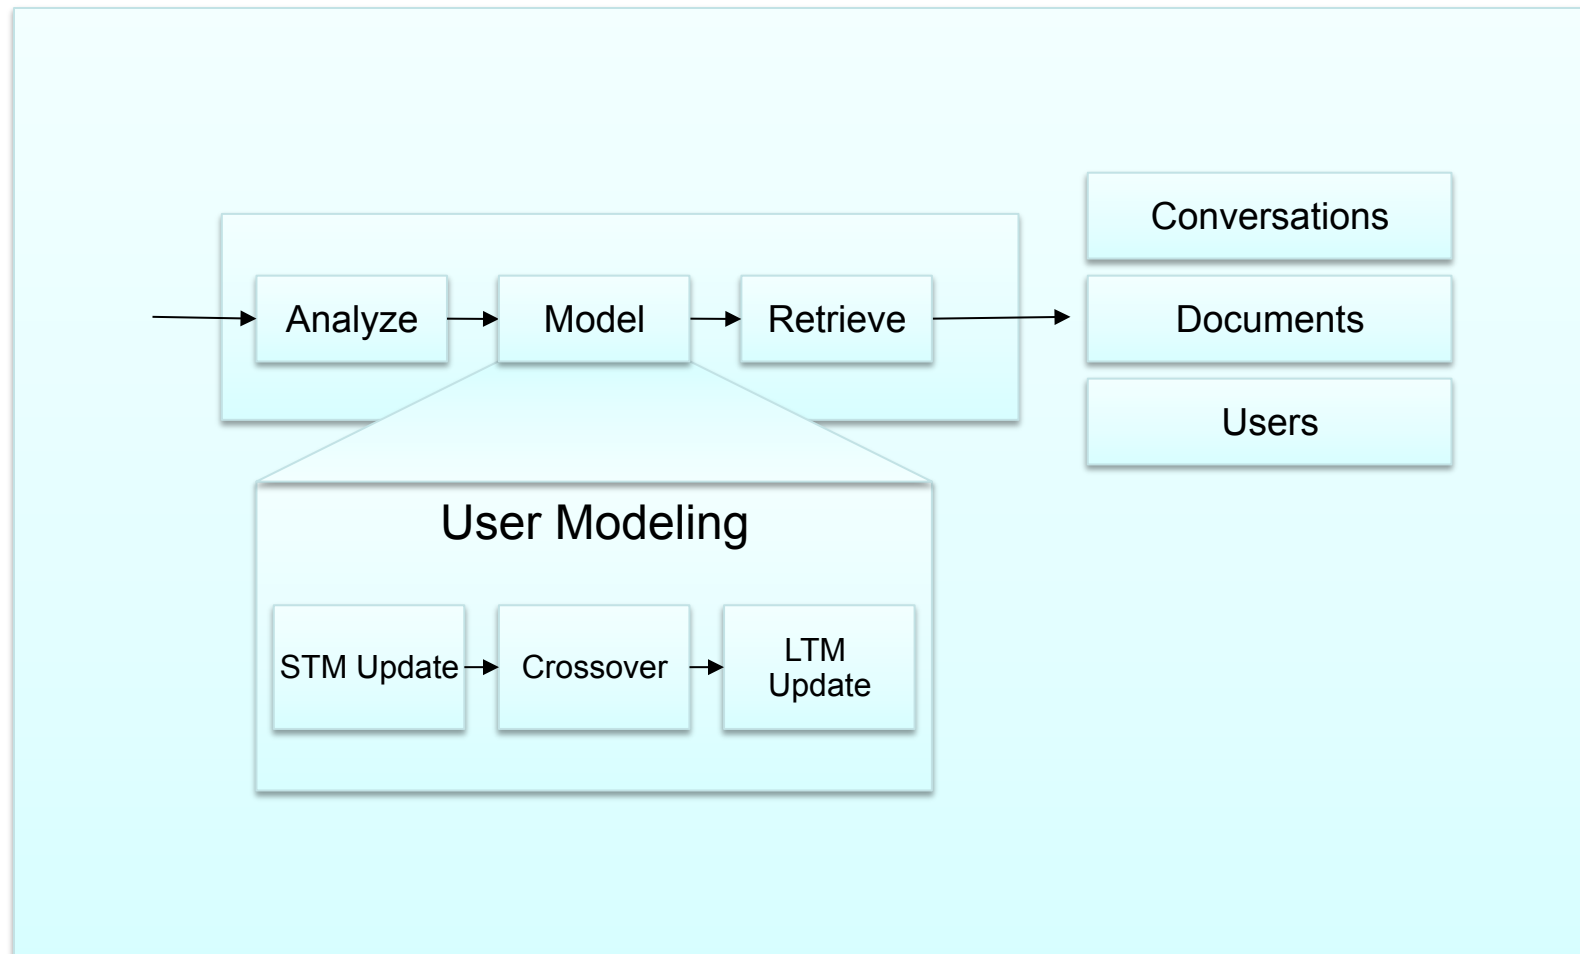 Conversations
Analyze
Model
Retrieve
Documents
Users
User Modeling
STM Update
Crossover
LTM
Update